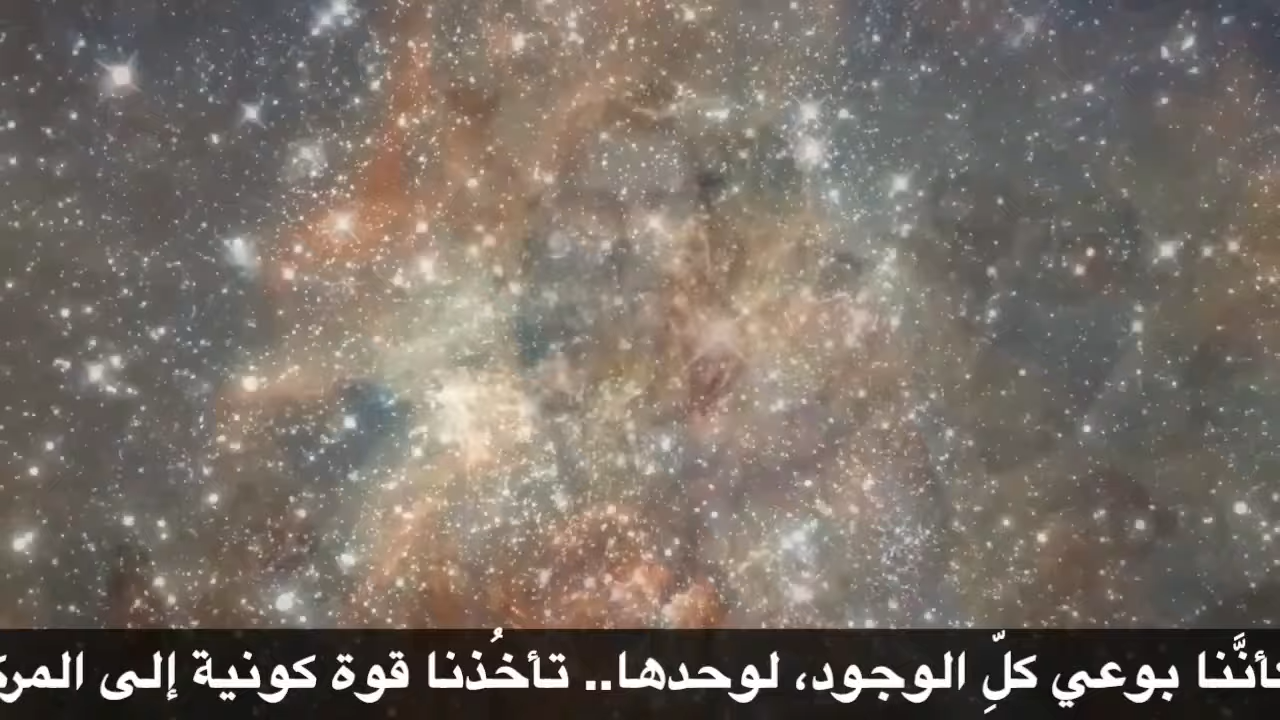 بوعي كلِّ الوجود، لوحدها.. تأخُذنا قوة كونية إلى